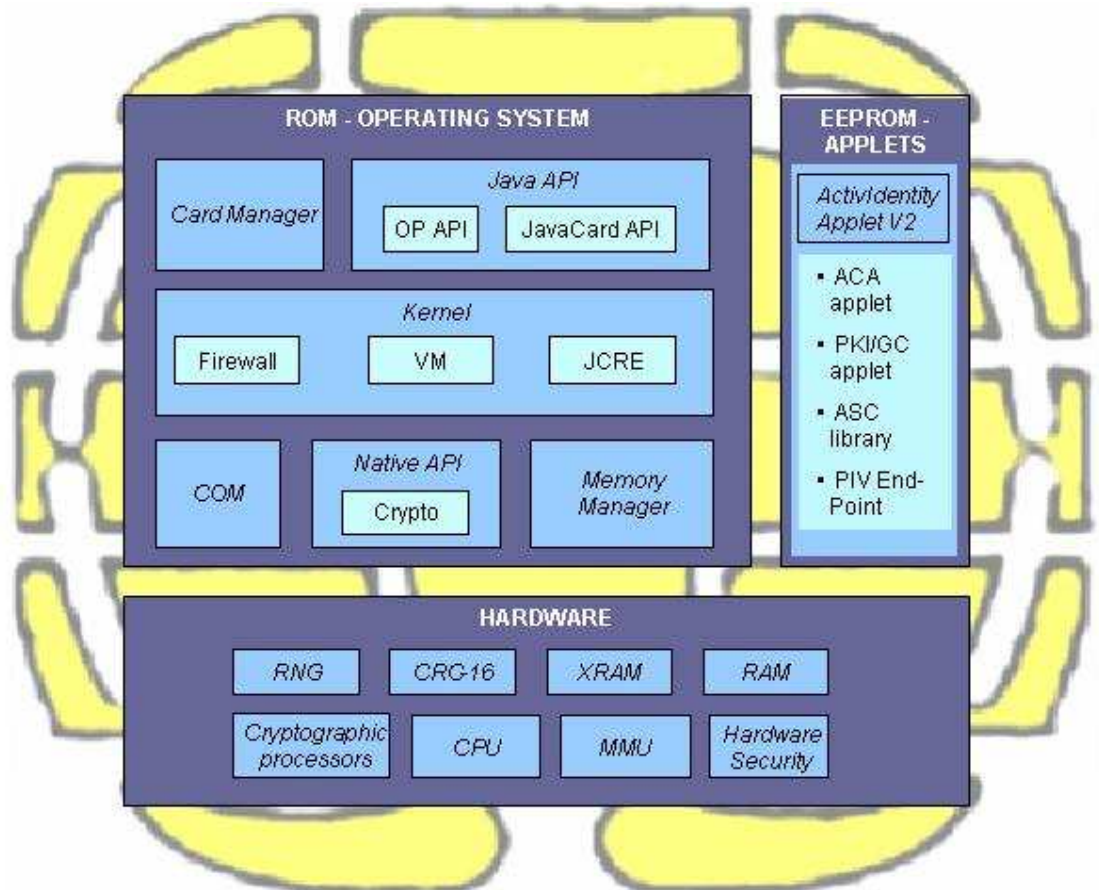 ROM - OPERATING SYSTEM
Card Manager
Java API
OP API
JavaCard API
Kernel
Firewall
VM
JCRE
COM
Native API
Crypto
Memory
Manager
EEPROM -
APPLETS
ActivIdentity
Applet V2
▪ ACA
applet
▪ PKI/GC
applet
▪ ASC
library
▪ PIV End-
Point
HARDWARE
RNG
CRC-16
XRAM
RAM
Cryptographic
processors
CPU
MMU
Hardware
Security